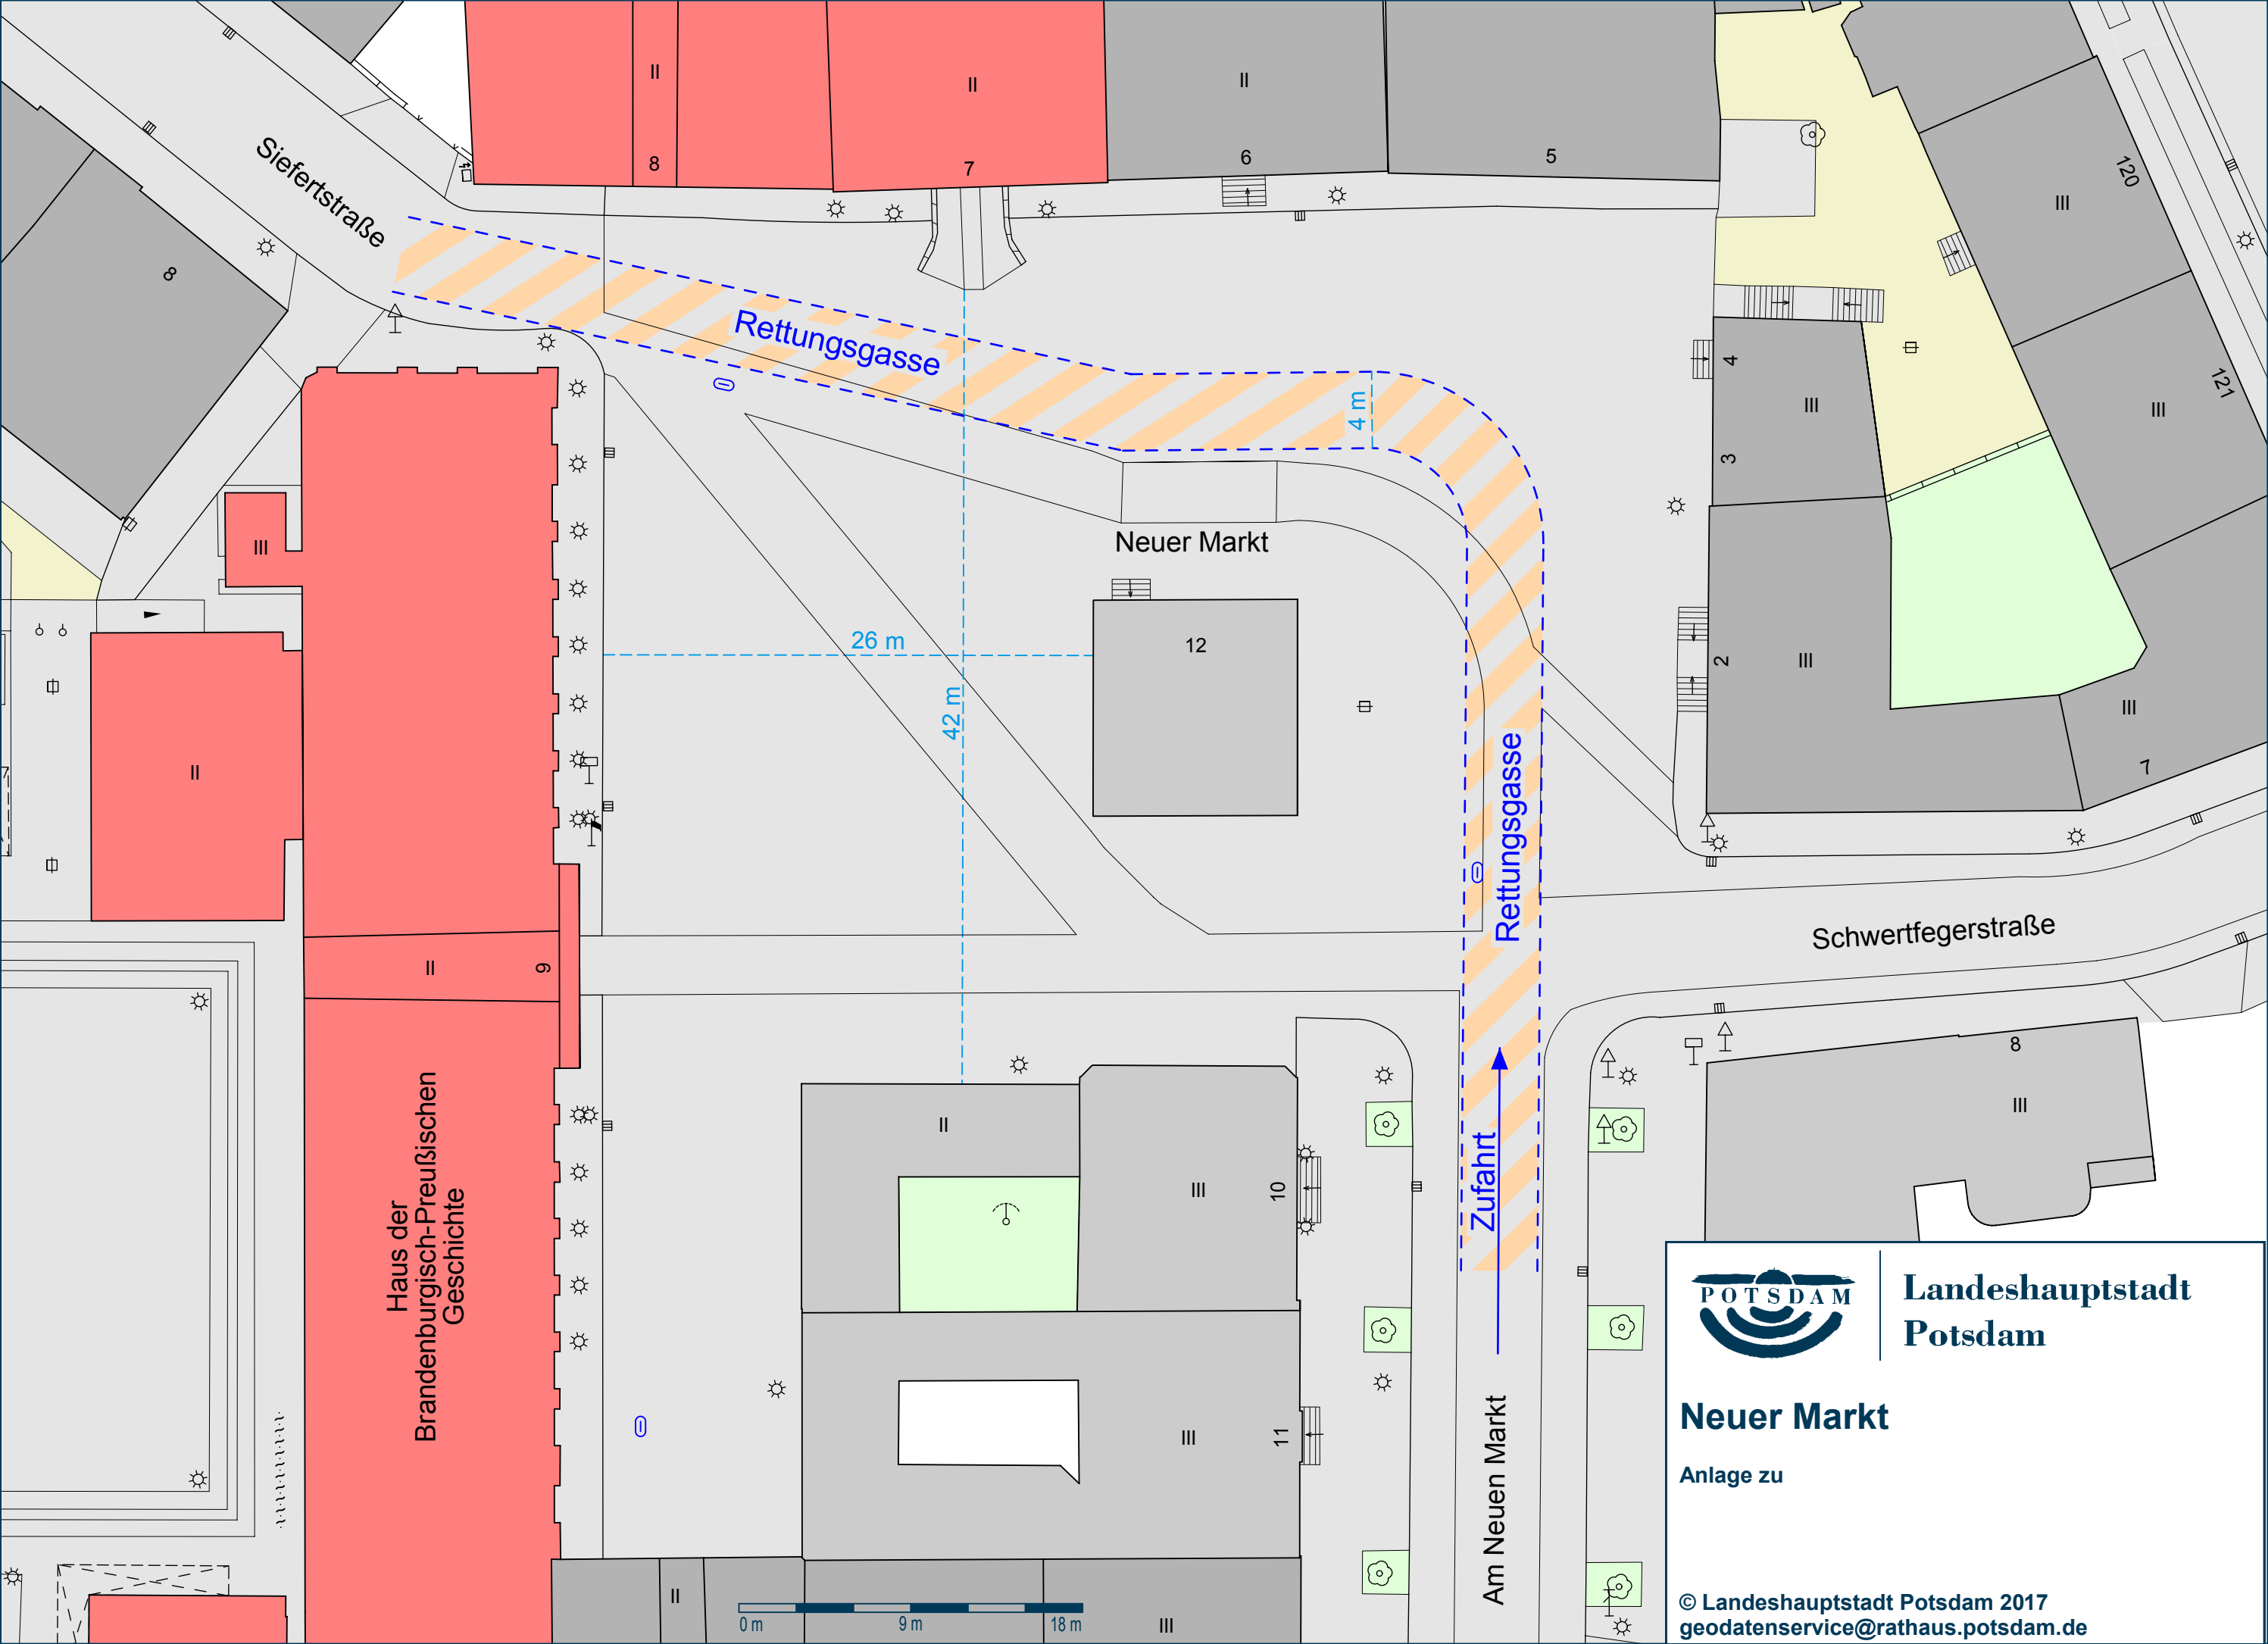 II
8
II
7
II
6
5
120
III
Siefertstraße
8
Rettungsgasse
4 m
4
III
3
III
121
III
Neuer Markt
12
26 m
42 m
2
III
III
7
II
Rettungsgasse
Schwertfegerstraße
II
9
8
III
Haus der
Brandenburgisch-Preußischen
Geschichte
II
III
10
Zufahrt
III
11
Am Neuen Markt
II
III
0 m
9 m
18 m
7
POTSDAM
Landeshauptstadt
Potsdam
Neuer Markt
Anlage zu
© Landeshauptstadt Potsdam 2017
geodatenservice@rathaus.potsdam.de